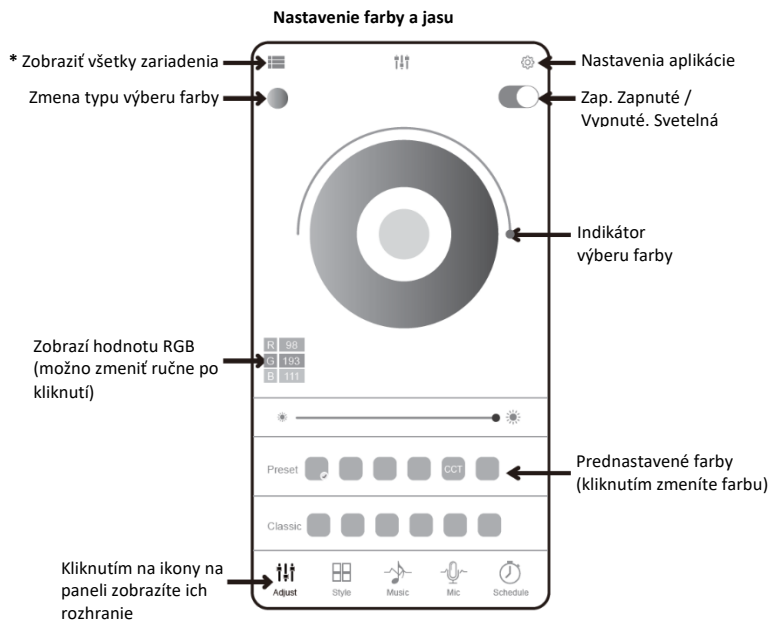 Nastavenie farby a jasu
* Zobraziť všetky zariadenia
Nastavenia aplikácie
Zmena typu výberu farby
Zap. Zapnuté /
Vypnuté. Svetelná
Indikátor
výberu farby
Zobrazí hodnotu RGB
(možno zmeniť ručne po
kliknutí)
R 98
G 193
B 111
Preset CCT
Prednastavené farby
(kliknutím zmeníte farbu)
Classic
Kliknutím na ikony na
paneli zobrazíte ich
rozhranie
Adjust Style Music Mic Schedule